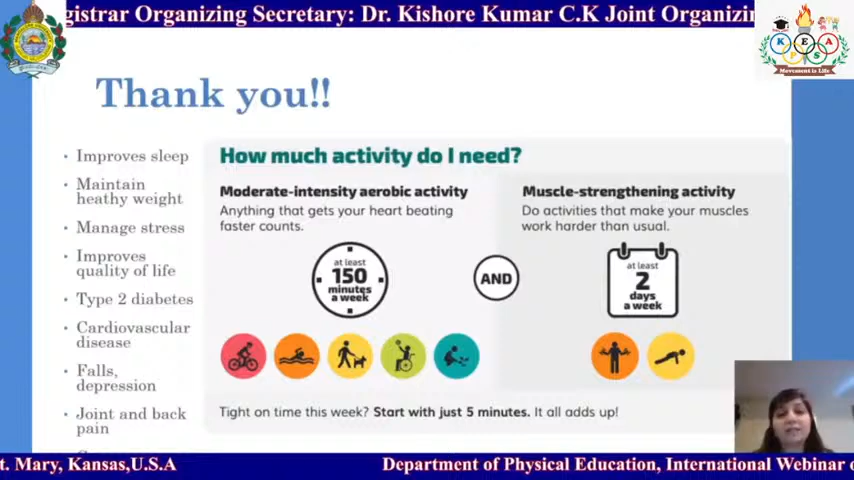 gistrar Organizing Secretary: Dr. Kishore Kumar C.K Joint Organizin
K E A
P S
Movement is Life
Thank you!!
• Improves sleep
• Maintain
heathy weight
• Manage stress
• Improves
quality of life
• Type 2 diabetes
• Cardiovascular
disease
• Falls,
depression
• Joint and back
pain
How much activity do I need?
Moderate-intensity aerobic activity
Anything that gets your heart beating
faster counts.
at least
150
minutes
a week
AND
Muscle-strengthening activity
Do activities that make your muscles
work harder than usual.
at least
2
days
a week
Tight on time this week? Start with just 5 minutes. It all adds up!
t. Mary, Kansas,U.S.A
Department of Physical Education, International Webinar o